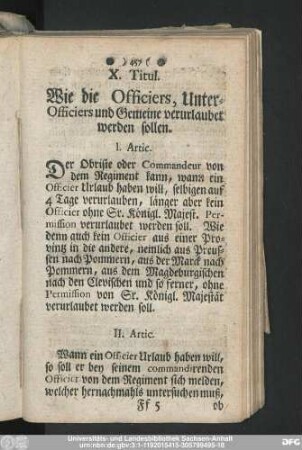 457
X. Titul.
Wie die Officiers, Unter-
Officiers und Gemeine verurlaubet
werden sollen.
I. Artic.
Der Obriste oder Commandeur von
dem Regiment kann, wann ein
Officier Urlaub haben will, selbigen auf
4 Tage verurlauben, länger aber kein
Officier ohne Sr. Königl. Majest. Per-
mission verurlaubet werden soll. Wie
denn auch kein Officier aus einer Pro-
vintz in die andere, nemlich aus Preus-
sen nach Pommern, aus der Marck nach
Pommern, aus dem Magdeburgischen
nach den Clevischen und so ferner, ohne
Permission von Sr. Königl. Majestät
verurlaubet werden soll.
II. Artic.
Wann ein Officier Urlaub haben will,
so soll er bey seinem commandirenden
Officier von dem Regiment sich melden,
welcher hernachmahls untersuchen muß,
Ff 5
ob
Universitäts- und Landesbibliothek Sachsen-Anhalt
urn:nbn:de:gbv:3:1-1192015415-305799495-18
DFG